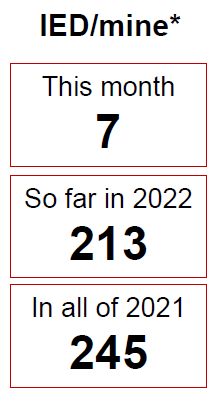 IED/mine*
This month
7
So far in 2022
213
In all of 2021
245